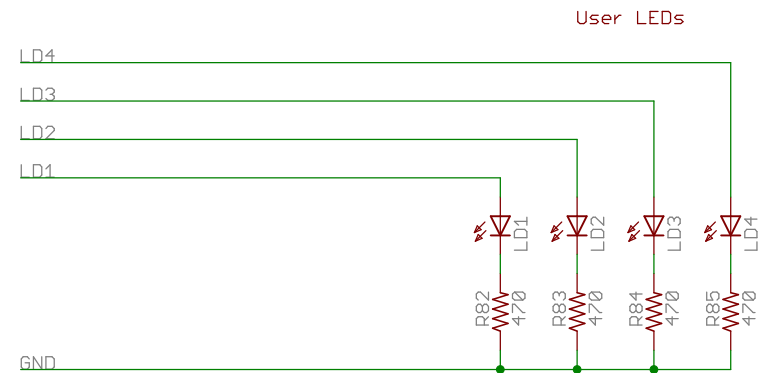 User LEDs
LD4
LD3
LD2
LD1
LD1
LD2
LD3
LD4
R82
470
R83
470
R84
470
R85
470
GND